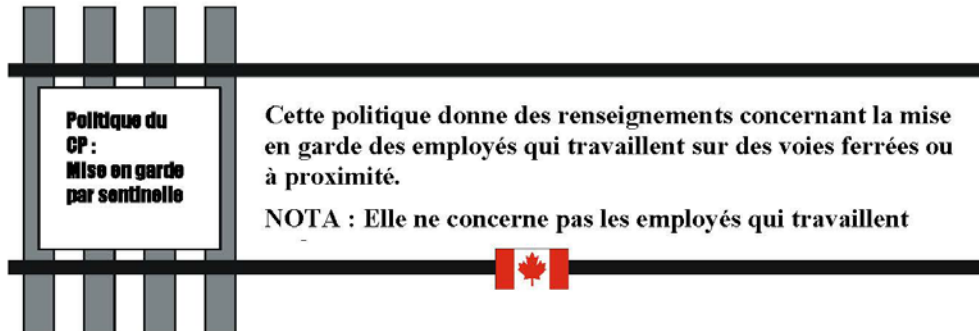 Politique du
CP :
Mise en garde
par sentinelle
Cette politique donne des renseignements concernant la mise
en garde des employés qui travaillent sur des voies ferrées ou
à proximité.
NOTA : Elle ne concerne pas les employés qui travaillent